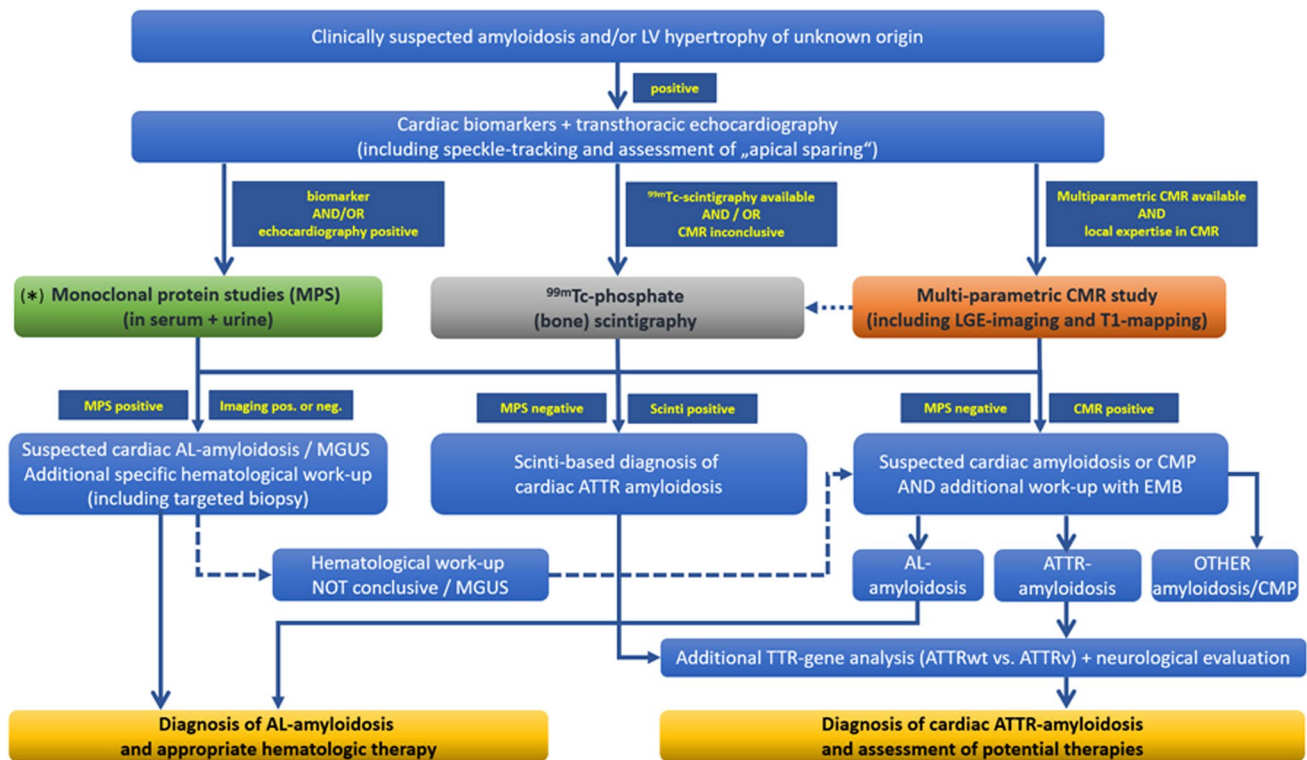 Clinically suspected amyloidosis and/or LV hypertrophy of unknown origin
positive
Cardiac biomarkers + transthoracic echocardiography
(including speckle-tracking and assessment of „apical sparing“)
biomarker
AND/OR
echocardiography positive
99mTc-scintigraphy available
AND / OR
CMR inconclusive
Multiparametric CMR available
AND
local expertise in CMR
(*) Monoclonal protein studies (MPS)
(in serum + urine)
99mTc-phosphate
(bone) scintigraphy
Multi-parametric CMR study
(including LGE-imaging and T1-mapping)
MPS positive
Imaging pos. or neg.
MPS negative
Scinti positive
MPS negative
CMR positive
Suspected cardiac AL-amyloidosis / MGUS
Additional specific hematological work-up
(including targeted biopsy)
Scinti-based diagnosis of
cardiac ATTR amyloidosis
Suspected cardiac amyloidosis or CMP
AND additional work-up with EMB
Hematological work-up
NOT conclusive / MGUS
AL-
amyloidosis
ATTR-
amyloidosis
OTHER
amyloidosis/CMP
Additional TTR-gene analysis (ATTRwt vs. ATTRv) + neurological evaluation
Diagnosis of AL-amyloidosis
and appropriate hematologic therapy
Diagnosis of cardiac ATTR-amyloidosis
and assessment of potential therapies